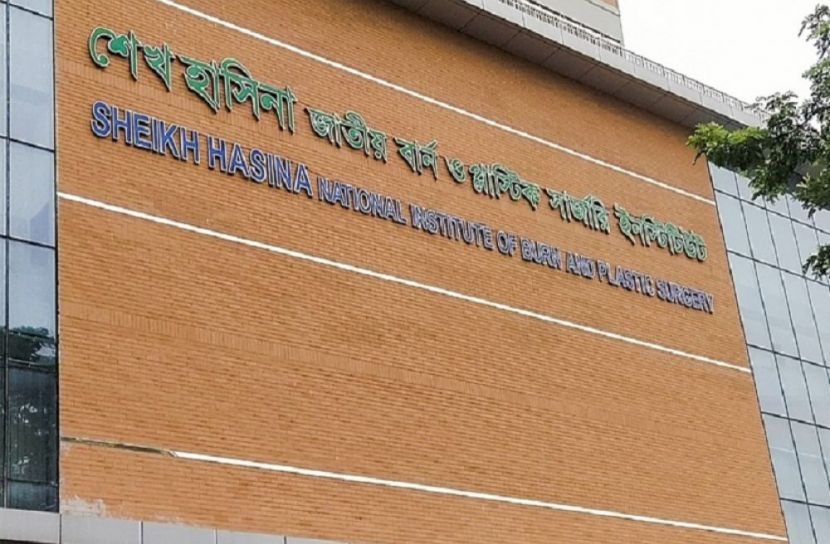 শেখ হাসিনা জাতীয় বার্ন ও প্লাস্টিক সার্জারি ইনস্টিটিউট
SHEIKH HASINA NATIONAL INSTITUTE OF BURN AND PLASTIC SURGERY